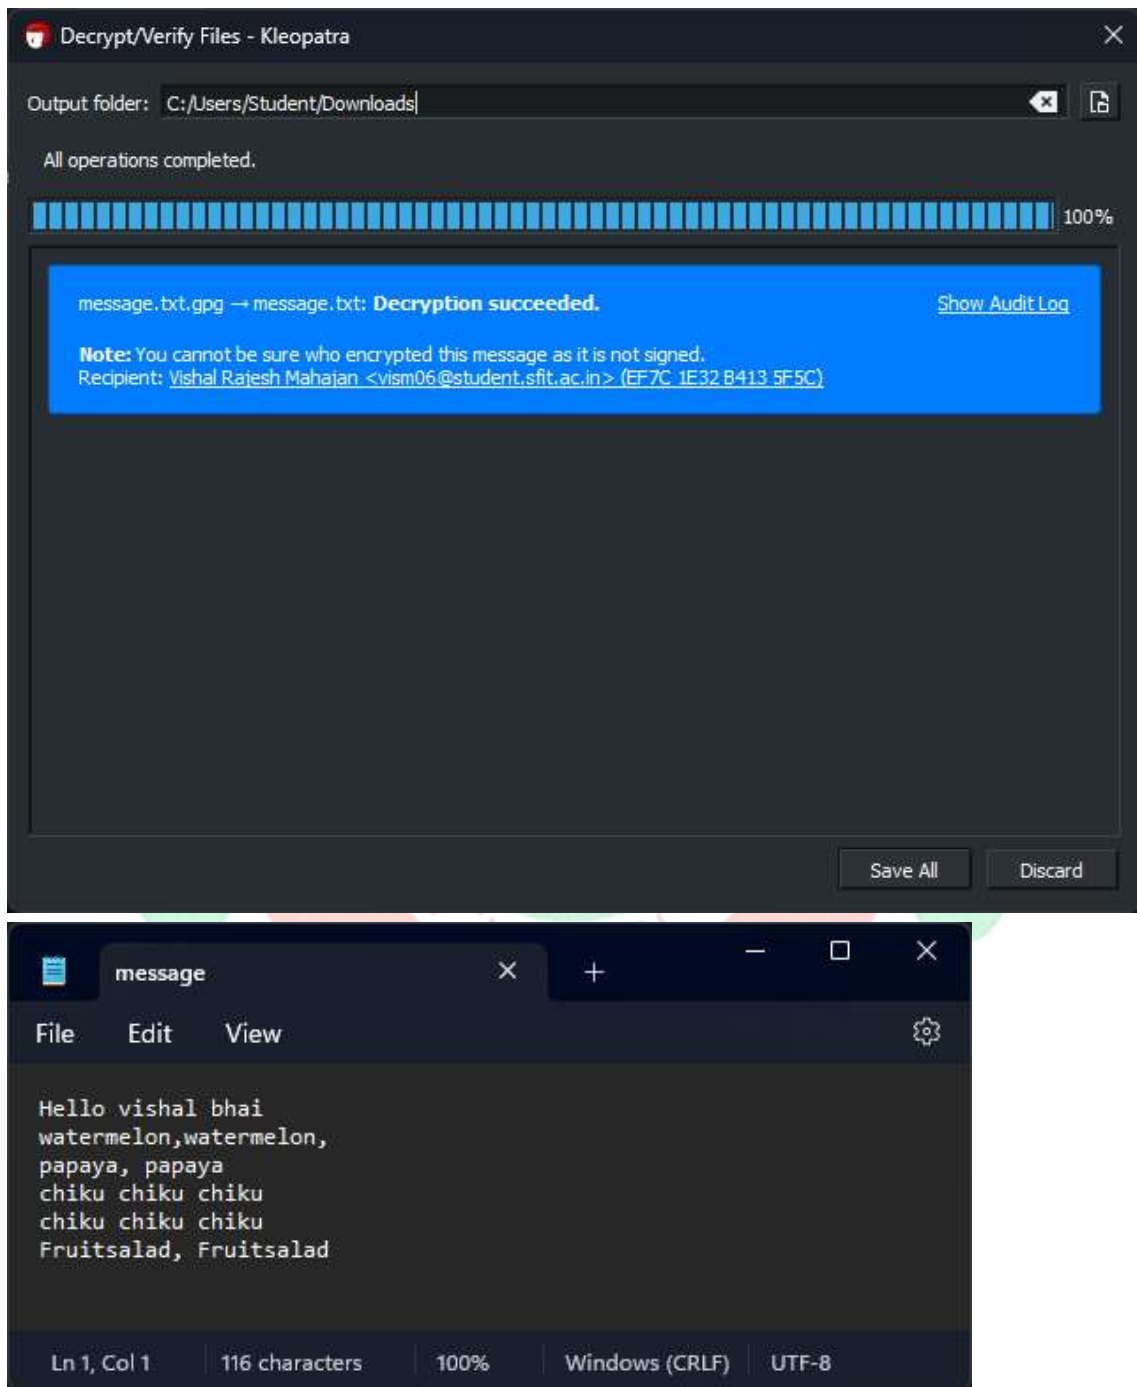 Decrypt/Verify Files - Kleopatra
Output folder: C:/Users/Student/Downloads
All operations completed.
100%
message.txt.gpg → message.txt: Decryption succeeded. Show Audit Log
Note: You cannot be sure who encrypted this message as it is not signed.
Recipient: Vishal Rajesh Mahajan <vism06@student.sfit.ac.in> (EF7C 1E32 B413 5F5C)
Save All Discard
message
File Edit View
Hello vishal bhai
watermelon,watermelon,
papaya, papaya
chiku chiku chiku
chiku chiku chiku
Fruitsalad, Fruitsalad
Ln 1, Col 1 116 characters 100% Windows (CRLF) UTF-8